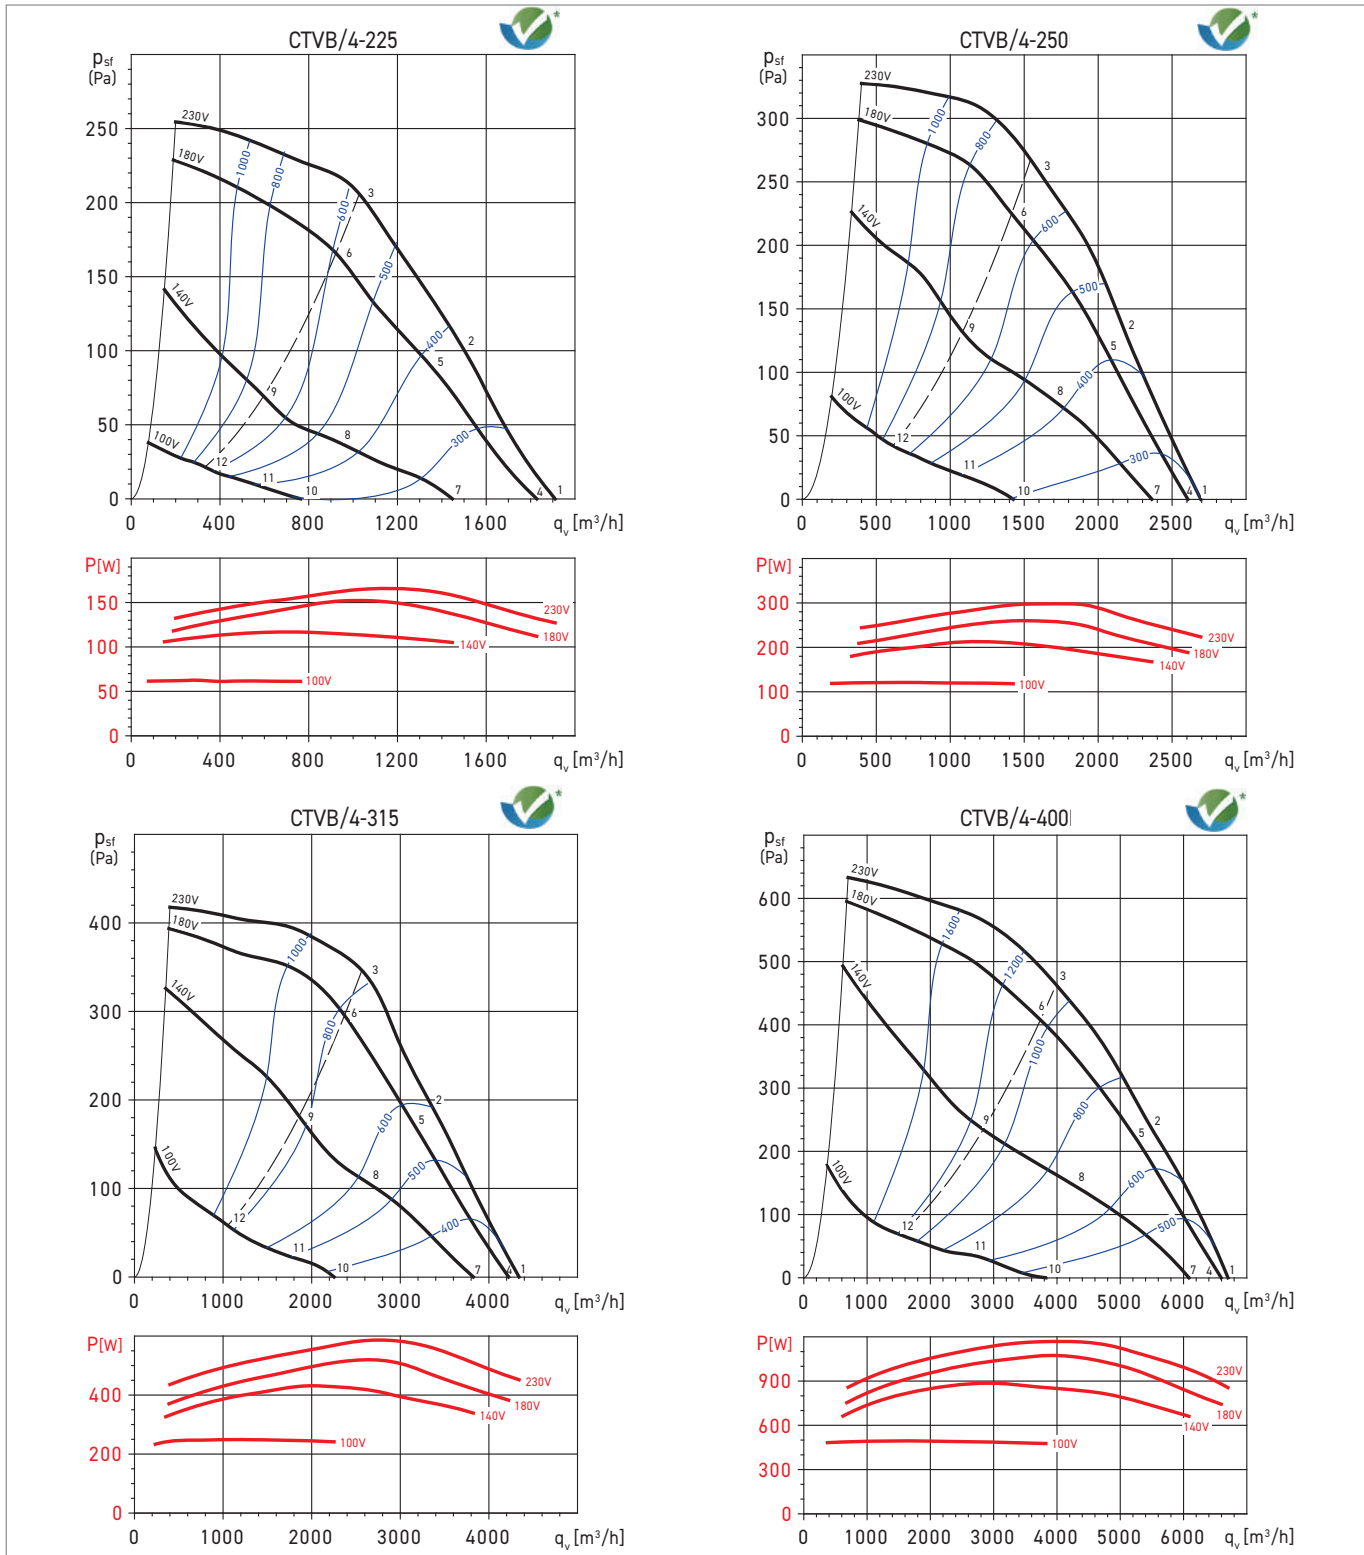 CTVB/4-225
*
psf
(Pa)
250
200
150
100
50
0
230V
180V
140V
100V
1000
800
600
500
400
300
3
6
2
5
9
8
12
11
10
7
4
1
0 400 800 1200 1600 qv [m³/h]
P[W]
150
100
50
0
230V
180V
140V
100V
0 400 800 1200 1600 qv [m³/h]
CTVB/4-250
*
psf
(Pa)
300
250
200
150
100
50
0
230V
180V
140V
100V
1000
800
600
500
400
300
3
6
2
5
9
8
12
11
10
7
4
1
0 500 1000 1500 2000 2500 qv [m³/h]
P[W]
300
200
100
0
230V
180V
140V
100V
0 500 1000 1500 2000 2500 qv [m³/h]
CTVB/4-315
*
psf
(Pa)
400
300
200
100
0
230V
180V
140V
100V
1000
800
600
500
400
3
6
2
5
9
8
12
11
10
7
4
1
0 1000 2000 3000 4000 qv [m³/h]
P[W]
400
200
0
230V
180V
140V
100V
0 1000 2000 3000 4000 qv [m³/h]
CTVB/4-400
*
psf
(Pa)
600
500
400
300
200
100
0
230V
180V
140V
100V
1600
1200
1000
800
600
500
3
6
2
5
9
8
12
11
10
7
4
1
0 1000 2000 3000 4000 5000 6000 qv [m³/h]
P[W]
900
600
300
0
230V
180V
140V
100V
0 1000 2000 3000 4000 5000 6000 qv [m³/h]